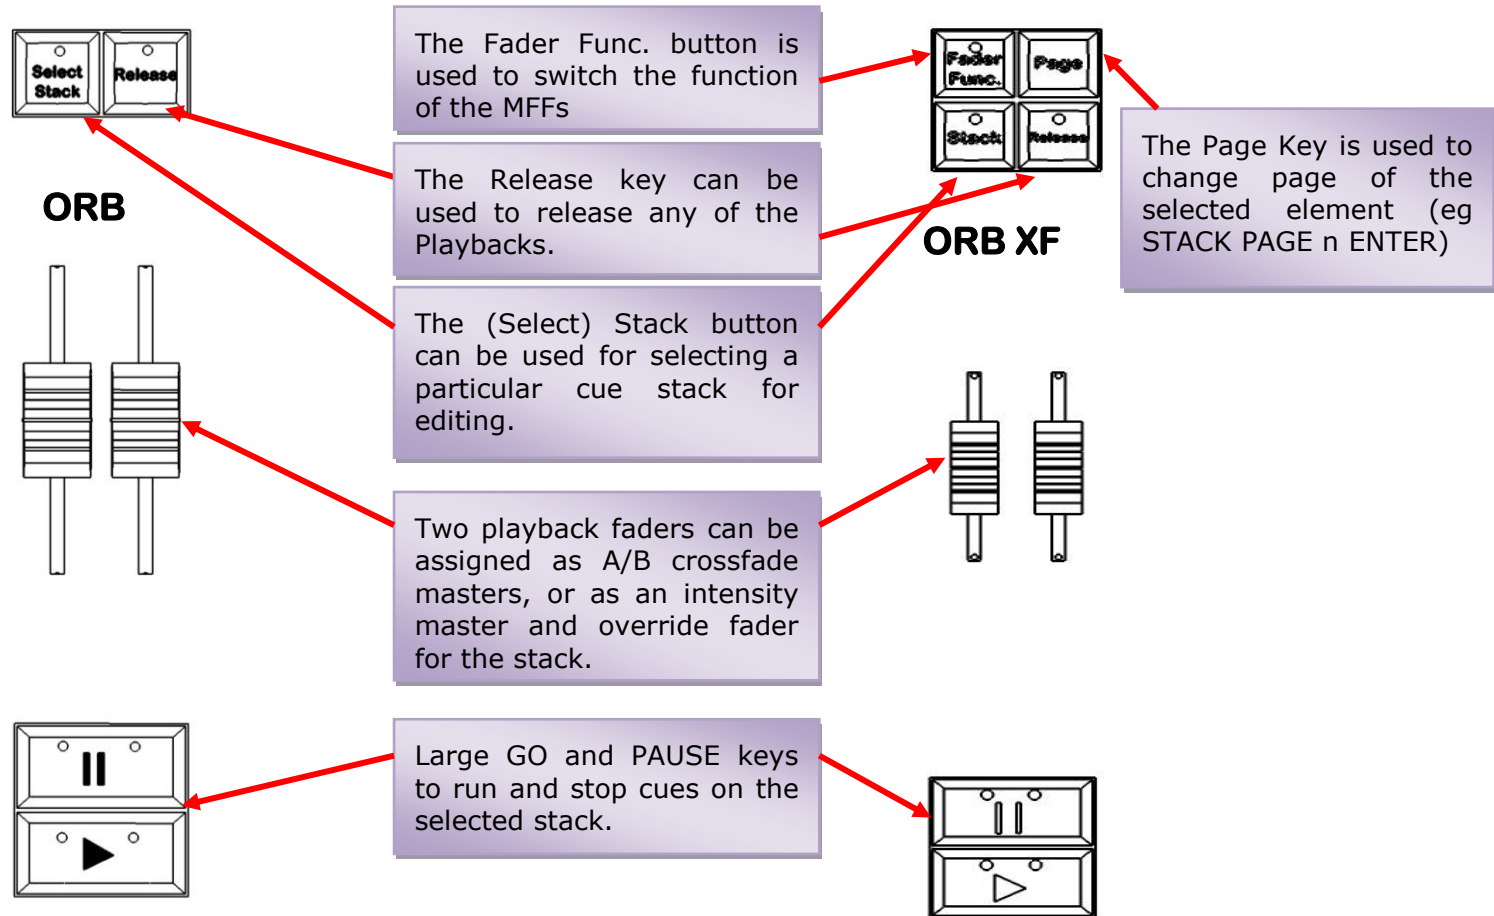 Select
Stack
Release
ORB
The Fader Func. button is
used to switch the function
of the MFFs
The Release key can be
used to release any of the
Playbacks.
The (Select) Stack button
can be used for selecting a
particular cue stack for
editing.
Two playback faders can be
assigned as A/B crossfade
masters, or as an intensity
master and override fader
for the stack.
Large GO and PAUSE keys
to run and stop cues on the
selected stack.
Fader
Func.
Page
Stack
Release
ORB XF
The Page Key is used to
change page of the
selected element (eg
STACK PAGE n ENTER)